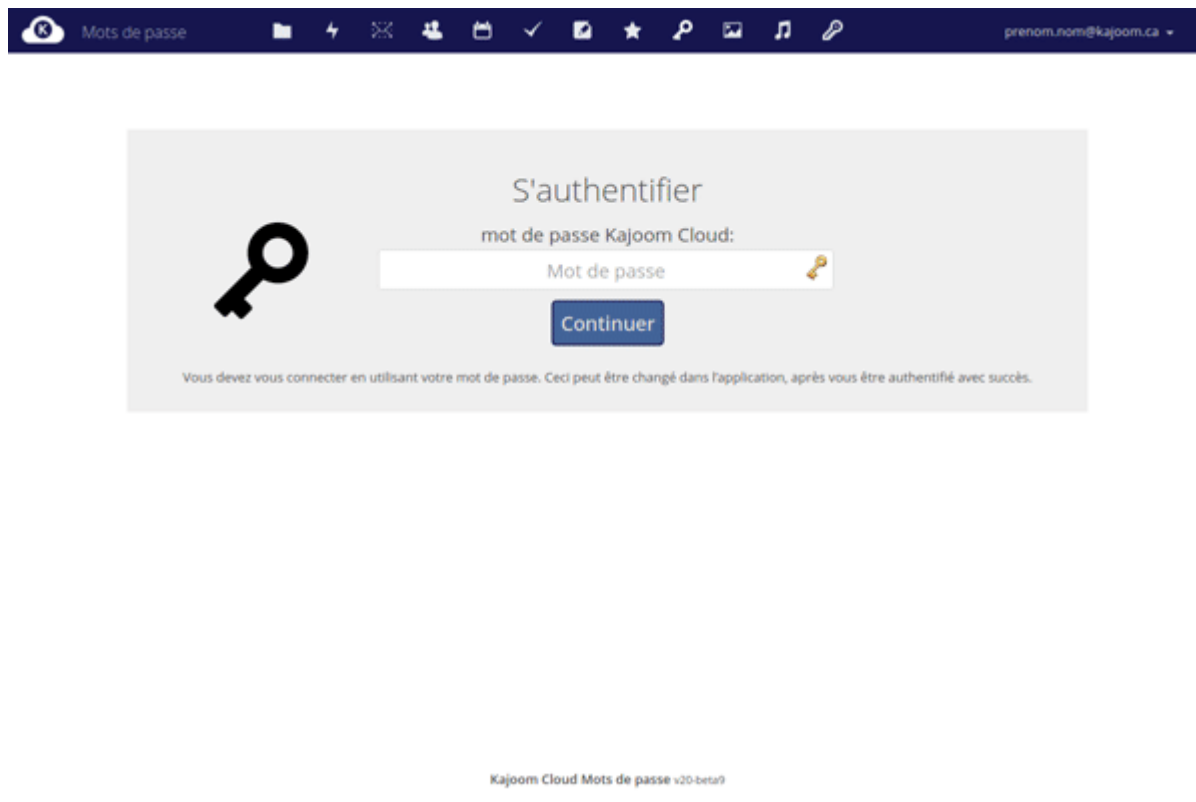 K
Mots de passe
prenom.nom@kajoom.ca
S'authentifier
mot de passe Kajoom Cloud:
Mot de passe
Continuer
Vous devez vous connecter en utilisant votre mot de passe. Ceci peut être changé dans l'application, après vous être authentifié avec succès.
Kajoom Cloud Mots de passe v20-beta9